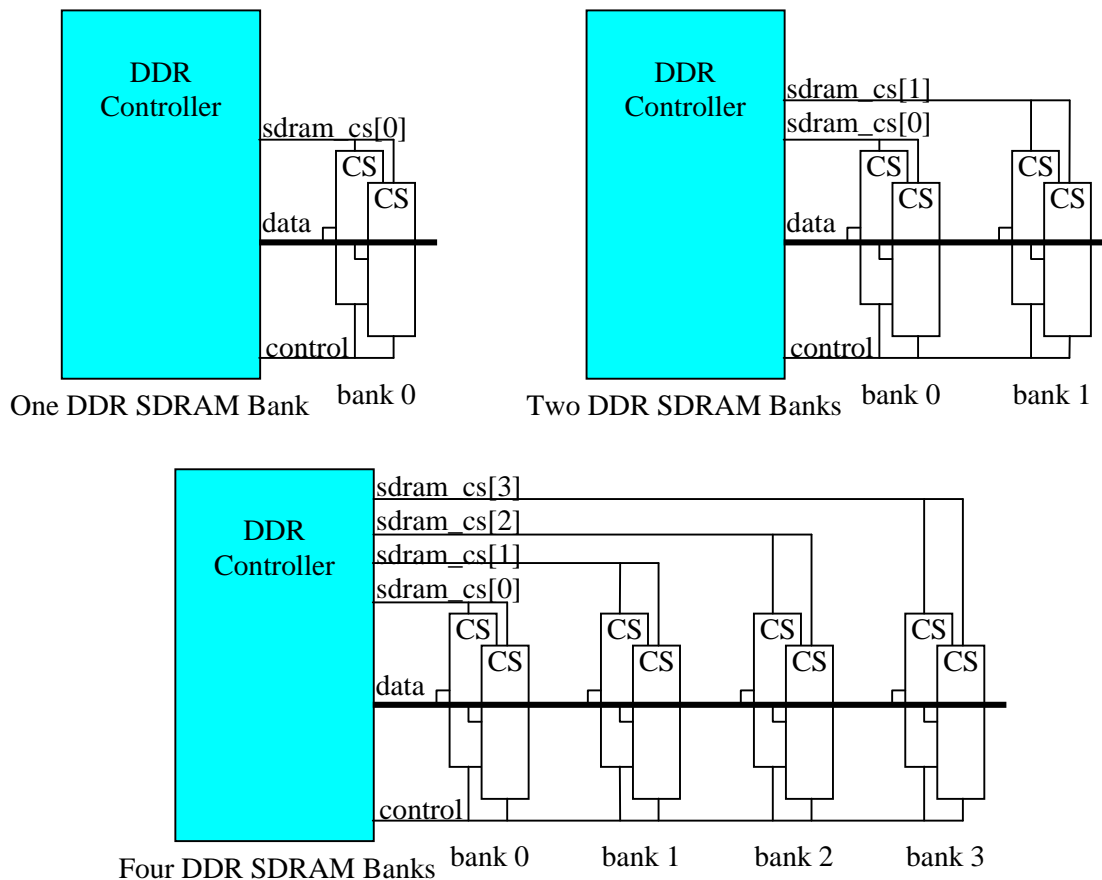 DDR
Controller
sdram_cs[0]
CS
CS
data
control
One DDR SDRAM Bank
bank 0
DDR
Controller
sdram_cs[1]
sdram_cs[0]
CS
CS
CS
CS
data
control
Two DDR SDRAM Banks
bank 0
bank 1
DDR
Controller
sdram_cs[3]
sdram_cs[2]
sdram_cs[1]
sdram_cs[0]
CS
CS
CS
CS
CS
CS
CS
CS
data
control
Four DDR SDRAM Banks
bank 0
bank 1
bank 2
bank 3